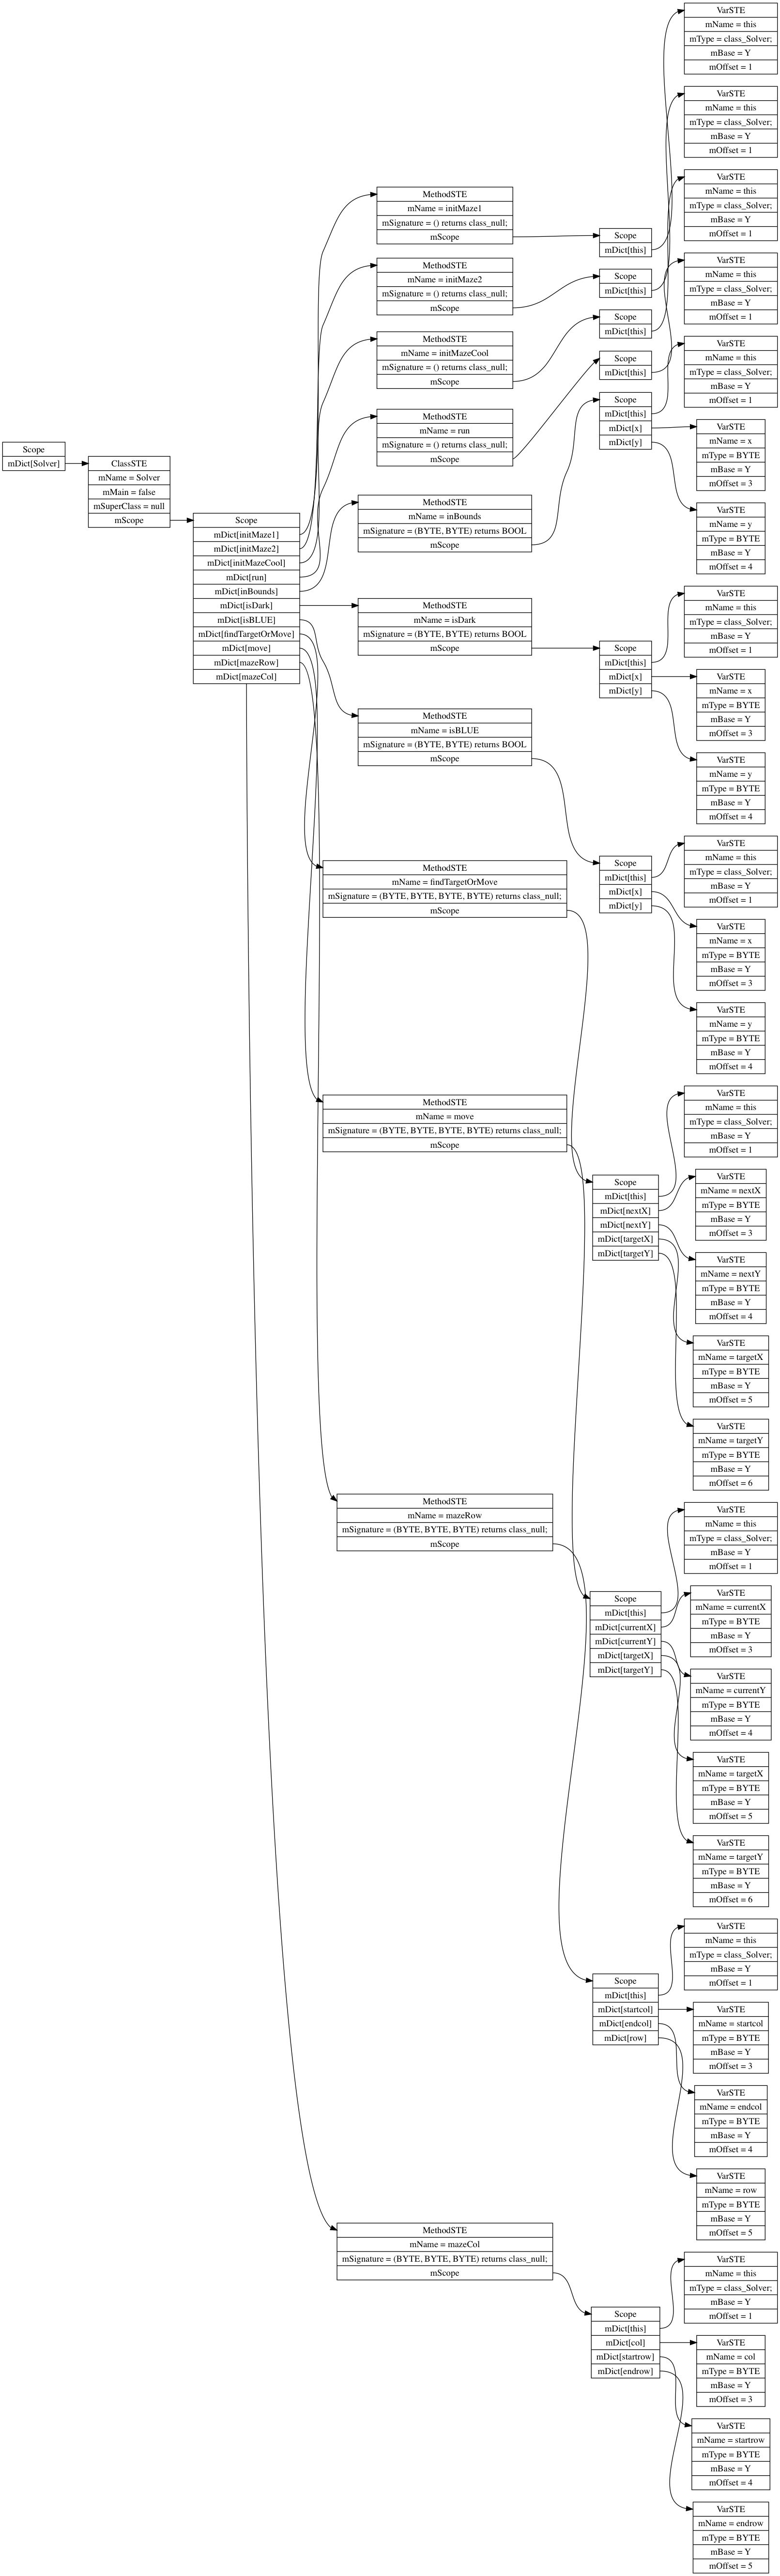 Scope
mDict[Solver]
ClassSTE
mName = Solver
mMain = false
mSuperClass = null
mScope
Scope
mDict[initMaze1]
mDict[initMaze2]
mDict[initMazeCool]
mDict[run]
mDict[inBounds]
mDict[isDark]
mDict[isBLUE]
mDict[findTargetOrMove]
mDict[move]
mDict[mazeRow]
mDict[mazeCol]
MethodSTE
mName = initMaze1
mSignature = () returns class_null;
mScope
MethodSTE
mName = initMaze2
mSignature = () returns class_null;
mScope
MethodSTE
mName = initMazeCool
mSignature = () returns class_null;
mScope
MethodSTE
mName = run
mSignature = () returns class_null;
mScope
MethodSTE
mName = inBounds
mSignature = (BYTE, BYTE) returns BOOL
mScope
MethodSTE
mName = isDark
mSignature = (BYTE, BYTE) returns BOOL
mScope
MethodSTE
mName = isBLUE
mSignature = (BYTE, BYTE) returns BOOL
mScope
MethodSTE
mName = findTargetOrMove
mSignature = (BYTE, BYTE, BYTE, BYTE) returns class_null;
mScope
MethodSTE
mName = move
mSignature = (BYTE, BYTE, BYTE, BYTE) returns class_null;
mScope
MethodSTE
mName = mazeRow
mSignature = (BYTE, BYTE, BYTE) returns class_null;
mScope
MethodSTE
mName = mazeCol
mSignature = (BYTE, BYTE, BYTE) returns class_null;
mScope
Scope
mDict[this]
Scope
mDict[this]
Scope
mDict[this]
Scope
mDict[this]
Scope
mDict[this]
mDict[x]
mDict[y]
Scope
mDict[this]
mDict[x]
mDict[y]
Scope
mDict[this]
mDict[x]
mDict[y]
Scope
mDict[this]
mDict[nextX]
mDict[nextY]
mDict[targetX]
mDict[targetY]
Scope
mDict[this]
mDict[currentX]
mDict[currentY]
mDict[targetX]
mDict[targetY]
Scope
mDict[this]
mDict[startcol]
mDict[endcol]
mDict[row]
Scope
mDict[this]
mDict[col]
mDict[startrow]
mDict[endrow]
VarSTE
mName = this
mType = class_Solver;
mBase = Y
mOffset = 1
VarSTE
mName = this
mType = class_Solver;
mBase = Y
mOffset = 1
VarSTE
mName = this
mType = class_Solver;
mBase = Y
mOffset = 1
VarSTE
mName = this
mType = class_Solver;
mBase = Y
mOffset = 1
VarSTE
mName = this
mType = class_Solver;
mBase = Y
mOffset = 1
VarSTE
mName = x
mType = BYTE
mBase = Y
mOffset = 3
VarSTE
mName = y
mType = BYTE
mBase = Y
mOffset = 4
VarSTE
mName = this
mType = class_Solver;
mBase = Y
mOffset = 1
VarSTE
mName = x
mType = BYTE
mBase = Y
mOffset = 3
VarSTE
mName = y
mType = BYTE
mBase = Y
mOffset = 4
VarSTE
mName = this
mType = class_Solver;
mBase = Y
mOffset = 1
VarSTE
mName = x
mType = BYTE
mBase = Y
mOffset = 3
VarSTE
mName = y
mType = BYTE
mBase = Y
mOffset = 4
VarSTE
mName = this
mType = class_Solver;
mBase = Y
mOffset = 1
VarSTE
mName = nextX
mType = BYTE
mBase = Y
mOffset = 3
VarSTE
mName = nextY
mType = BYTE
mBase = Y
mOffset = 4
VarSTE
mName = targetX
mType = BYTE
mBase = Y
mOffset = 5
VarSTE
mName = targetY
mType = BYTE
mBase = Y
mOffset = 6
VarSTE
mName = this
mType = class_Solver;
mBase = Y
mOffset = 1
VarSTE
mName = currentX
mType = BYTE
mBase = Y
mOffset = 3
VarSTE
mName = currentY
mType = BYTE
mBase = Y
mOffset = 4
VarSTE
mName = targetX
mType = BYTE
mBase = Y
mOffset = 5
VarSTE
mName = targetY
mType = BYTE
mBase = Y
mOffset = 6
VarSTE
mName = this
mType = class_Solver;
mBase = Y
mOffset = 1
VarSTE
mName = startcol
mType = BYTE
mBase = Y
mOffset = 3
VarSTE
mName = endcol
mType = BYTE
mBase = Y
mOffset = 4
VarSTE
mName = row
mType = BYTE
mBase = Y
mOffset = 5
VarSTE
mName = this
mType = class_Solver;
mBase = Y
mOffset = 1
VarSTE
mName = col
mType = BYTE
mBase = Y
mOffset = 3
VarSTE
mName = startrow
mType = BYTE
mBase = Y
mOffset = 4
VarSTE
mName = endrow
mType = BYTE
mBase = Y
mOffset = 5